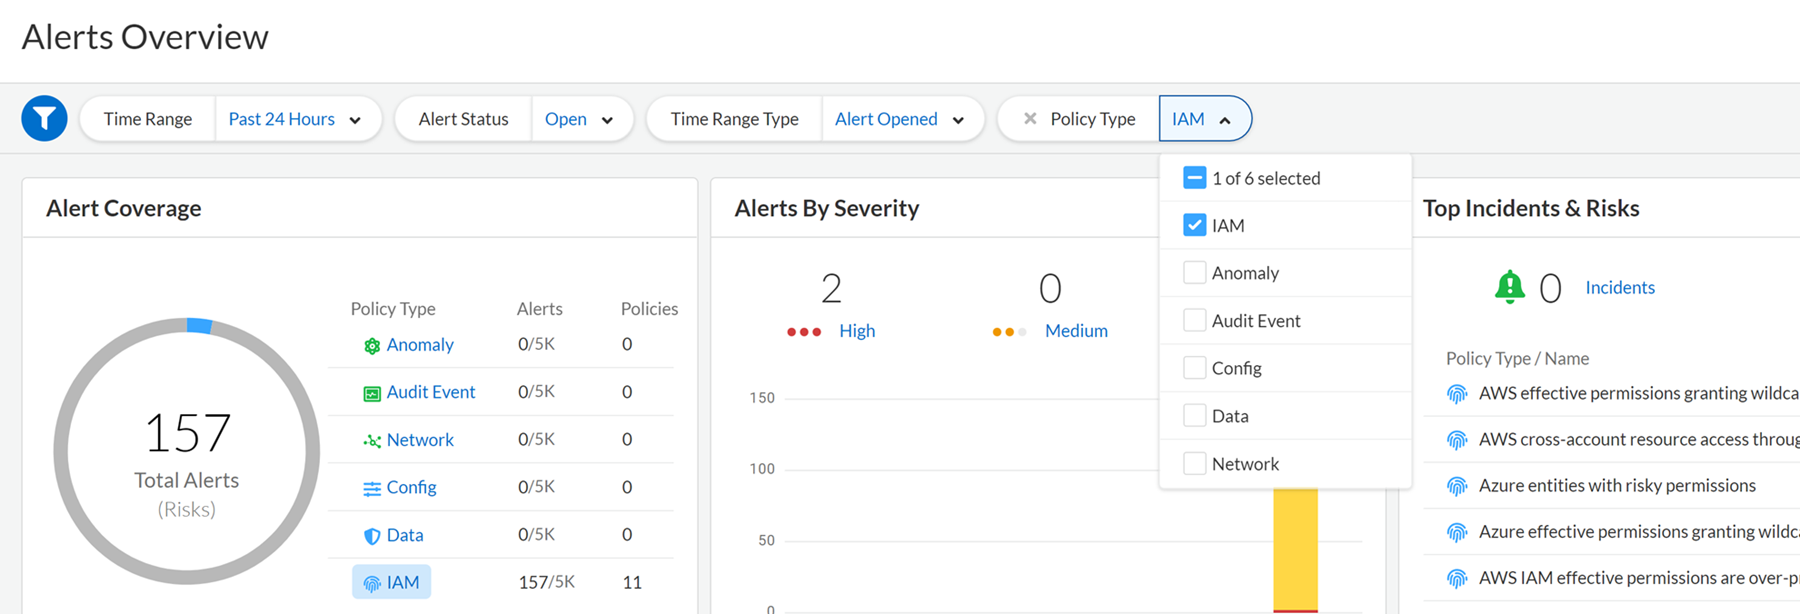 Alerts Overview
Time Range Past 24 Hours
Alert Status Open
Time Range Type Alert Opened
Policy Type IAM
1 of 6 selected
IAM
Anomaly
Audit Event
Config
Data
Network
Alert Coverage
157
Total Alerts
(Risks)
Policy Type Alerts Policies
Anomaly 0/5K 0
Audit Event 0/5K 0
Network 0/5K 0
Config 0/5K 0
Data 0/5K 0
IAM 157/5K 11
Alerts By Severity
2
High
0
Medium
150
100
50
0
Top Incidents & Risks
0 Incidents
Policy Type / Name
AWS effective permissions granting
AWS cross-account resource access
Azure entities with risky permissions
Azure effective permissions granting
AWS IAM effective permissions are